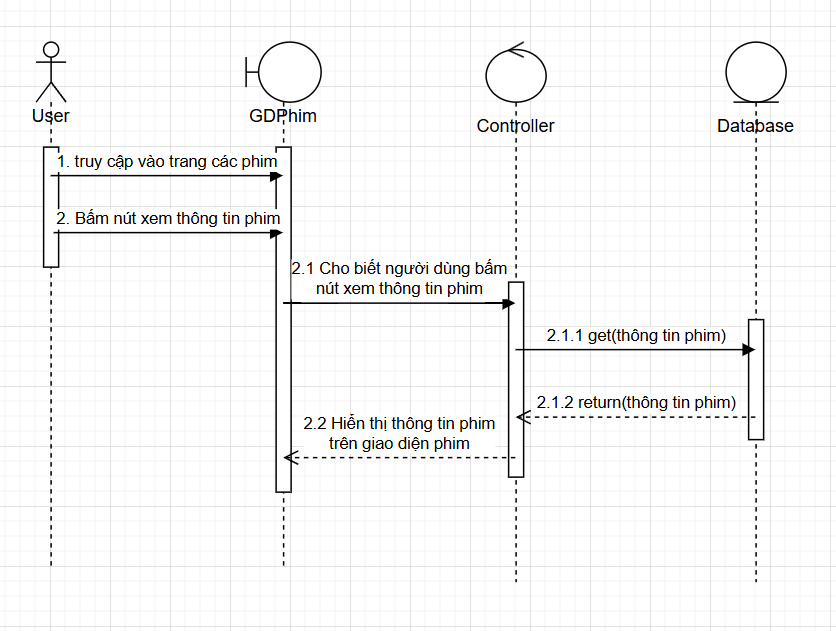 User
GDPhim
Controller
Database
1. truy cập vào trang các phim
2. Bấm nút xem thông tin phim
2.1 Cho biết người dùng bấm
nút xem thông tin phim
2.1.1 get(thông tin phim)
2.1.2 return(thông tin phim)
2.2 Hiển thị thông tin phim
trên giao diện phim